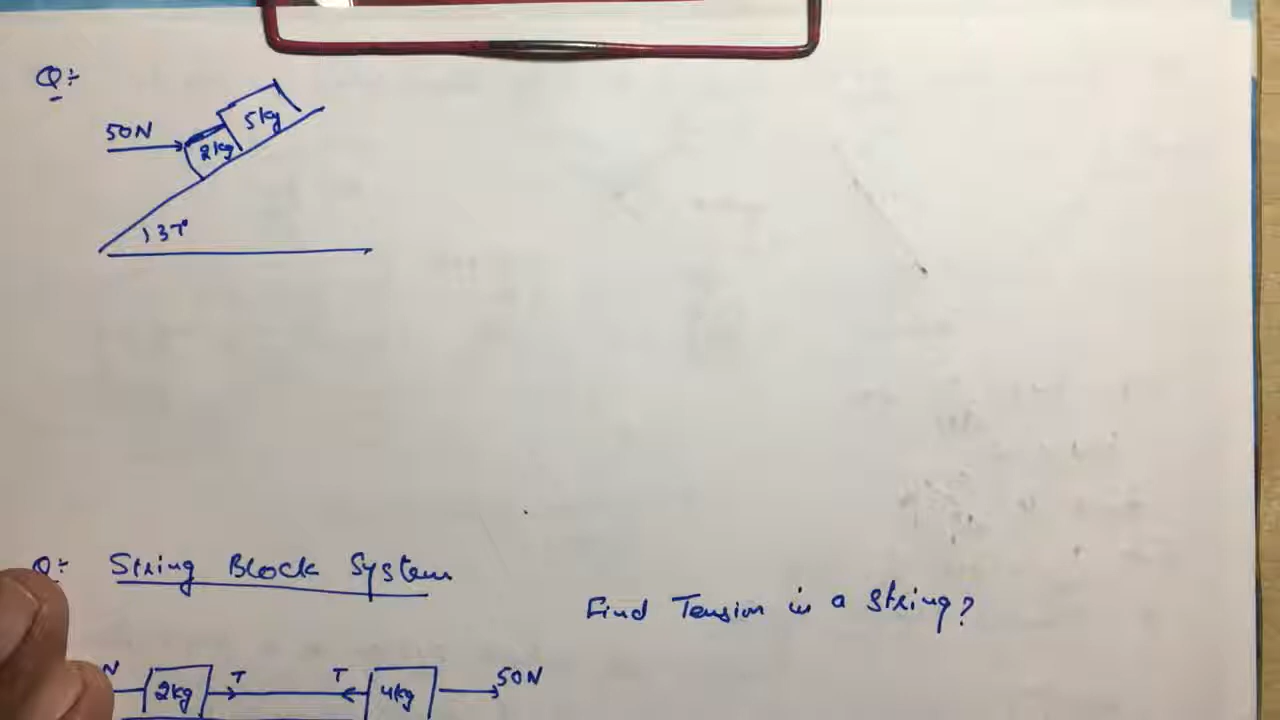 Q:-
50N
2kg
5kg
37°
Q:- String Block System
Find Tension in a string?
N
2kg
T
T
4kg
50N